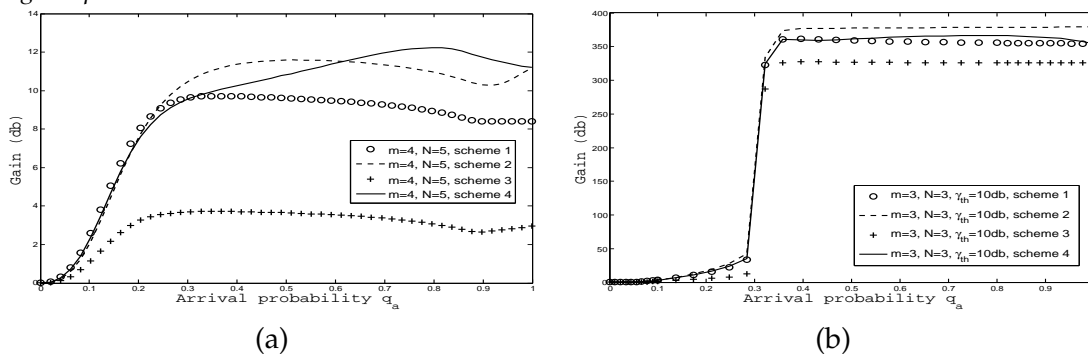 14
12
10
8
6
4
2
0
Gain (db)
m=4, N=5, scheme 1
m=4, N=5, scheme 2
m=4, N=5, scheme 3
m=4, N=5, scheme 4
0 0.1 0.2 0.3 0.4 0.5 0.6 0.7 0.8 0.9 1
Arrival probability q_a
(a)
400
350
300
250
200
150
100
50
0
Gain (db)
m=3, N=3, γ_th=10db, scheme 1
m=3, N=3, γ_th=10db, scheme 2
m=3, N=3, γ_th=10db, scheme 3
m=3, N=3, γ_th=10db, scheme 4
0 0.1 0.2 0.3 0.4 0.5 0.6 0.7 0.8 0.9
Arrival probability q_a
(b)